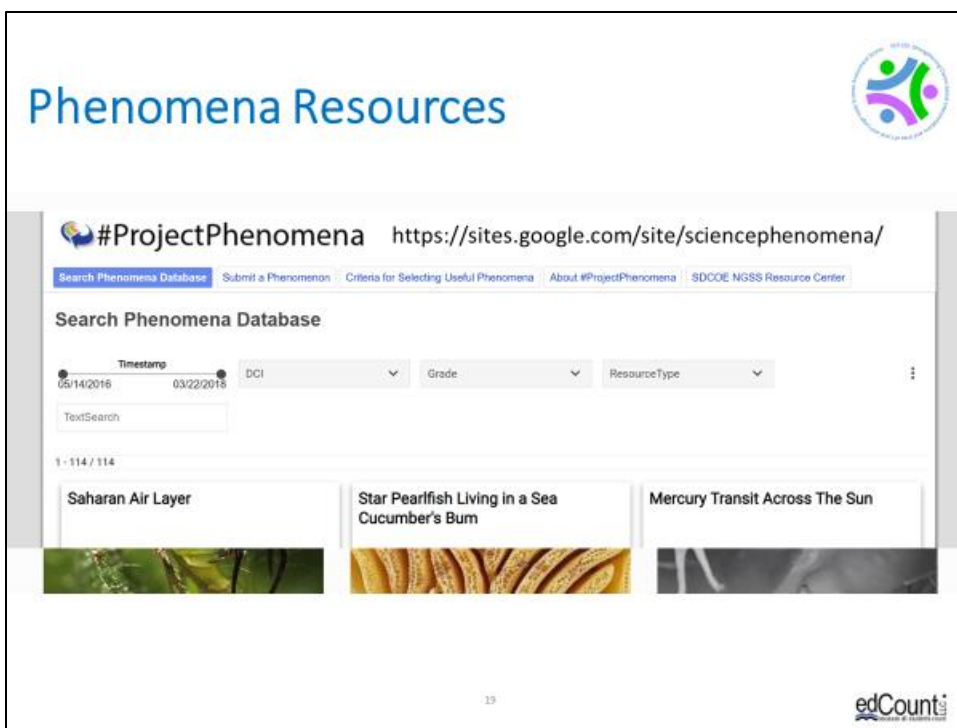 Phenomena Resources
#ProjectPhenomena https://sites.google.com/site/sciencephenomena/
Search Phenomena Database Submit a Phenomenon Criteria for Selecting Useful Phenomena About #ProjectPhenomena SDCOE NGSS Resource Center
Search Phenomena Database
Timestamp
05/14/2016 03/22/2018
DCI Grade ResourceType
TextSearch
1 - 114 / 114
Saharan Air Layer
Star Pearlfish Living in a Sea
Cucumber's Bum
Mercury Transit Across The Sun
19
edCount LLC